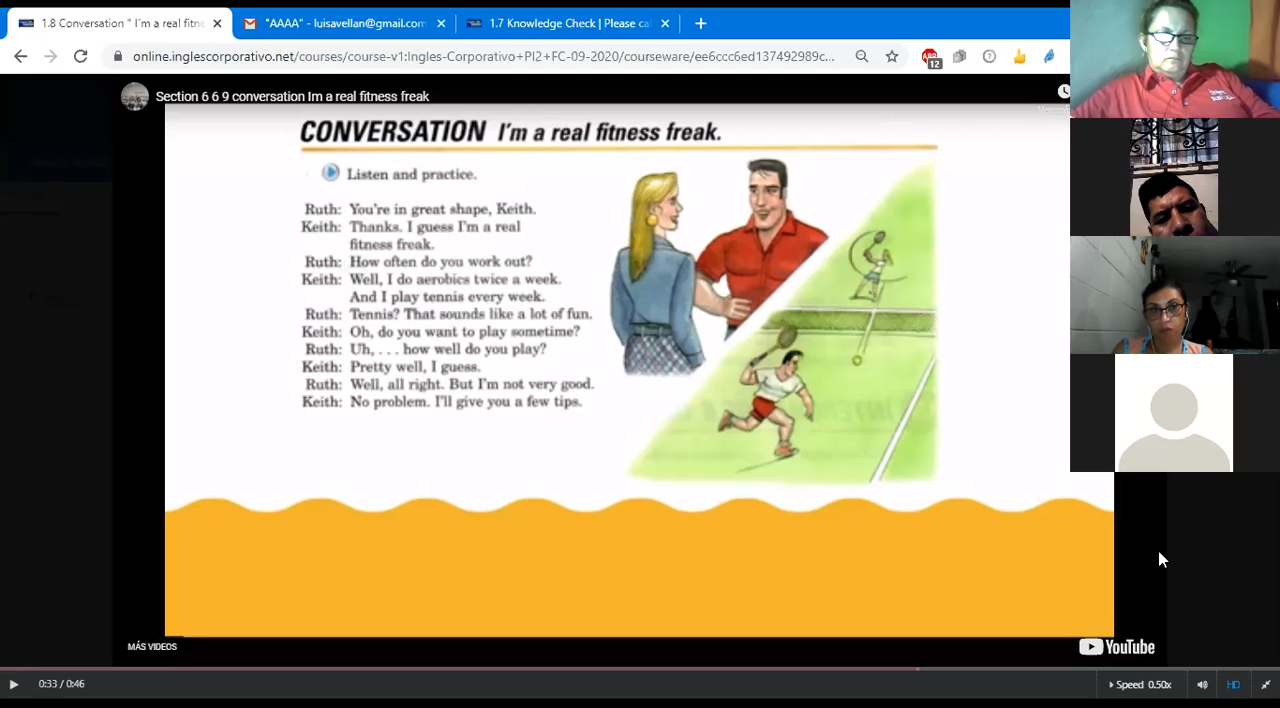 1.8 Conversation " I´m a real fitne
"AAAA" - luisavellan@gmail.com
1.7 Knowledge Check | Please cal
online.inglescorporativo.net/courses/course-v1:Ingles-Corporativo+PI2+FC-09-2020/courseware/ee6ccc6ed137492989c...
12
Section 6 6 9 conversation Im a real fitness freak
CONVERSATION I'm a real fitness freak.
Listen and practice.
Ruth: You're in great shape, Keith.
Keith: Thanks. I guess I'm a real
fitness freak.
Ruth: How often do you work out?
Keith: Well, I do aerobics twice a week.
And I play tennis every week.
Ruth: Tennis? That sounds like a lot of fun.
Keith: Oh, do you want to play sometime?
Ruth: Uh, . . . how well do you play?
Keith: Pretty well, I guess.
Ruth: Well, all right. But I'm not very good.
Keith: No problem. I'll give you a few tips.
MÁS VIDEOS
YouTube
0:33 / 0:46
Speed 0.50x
HD